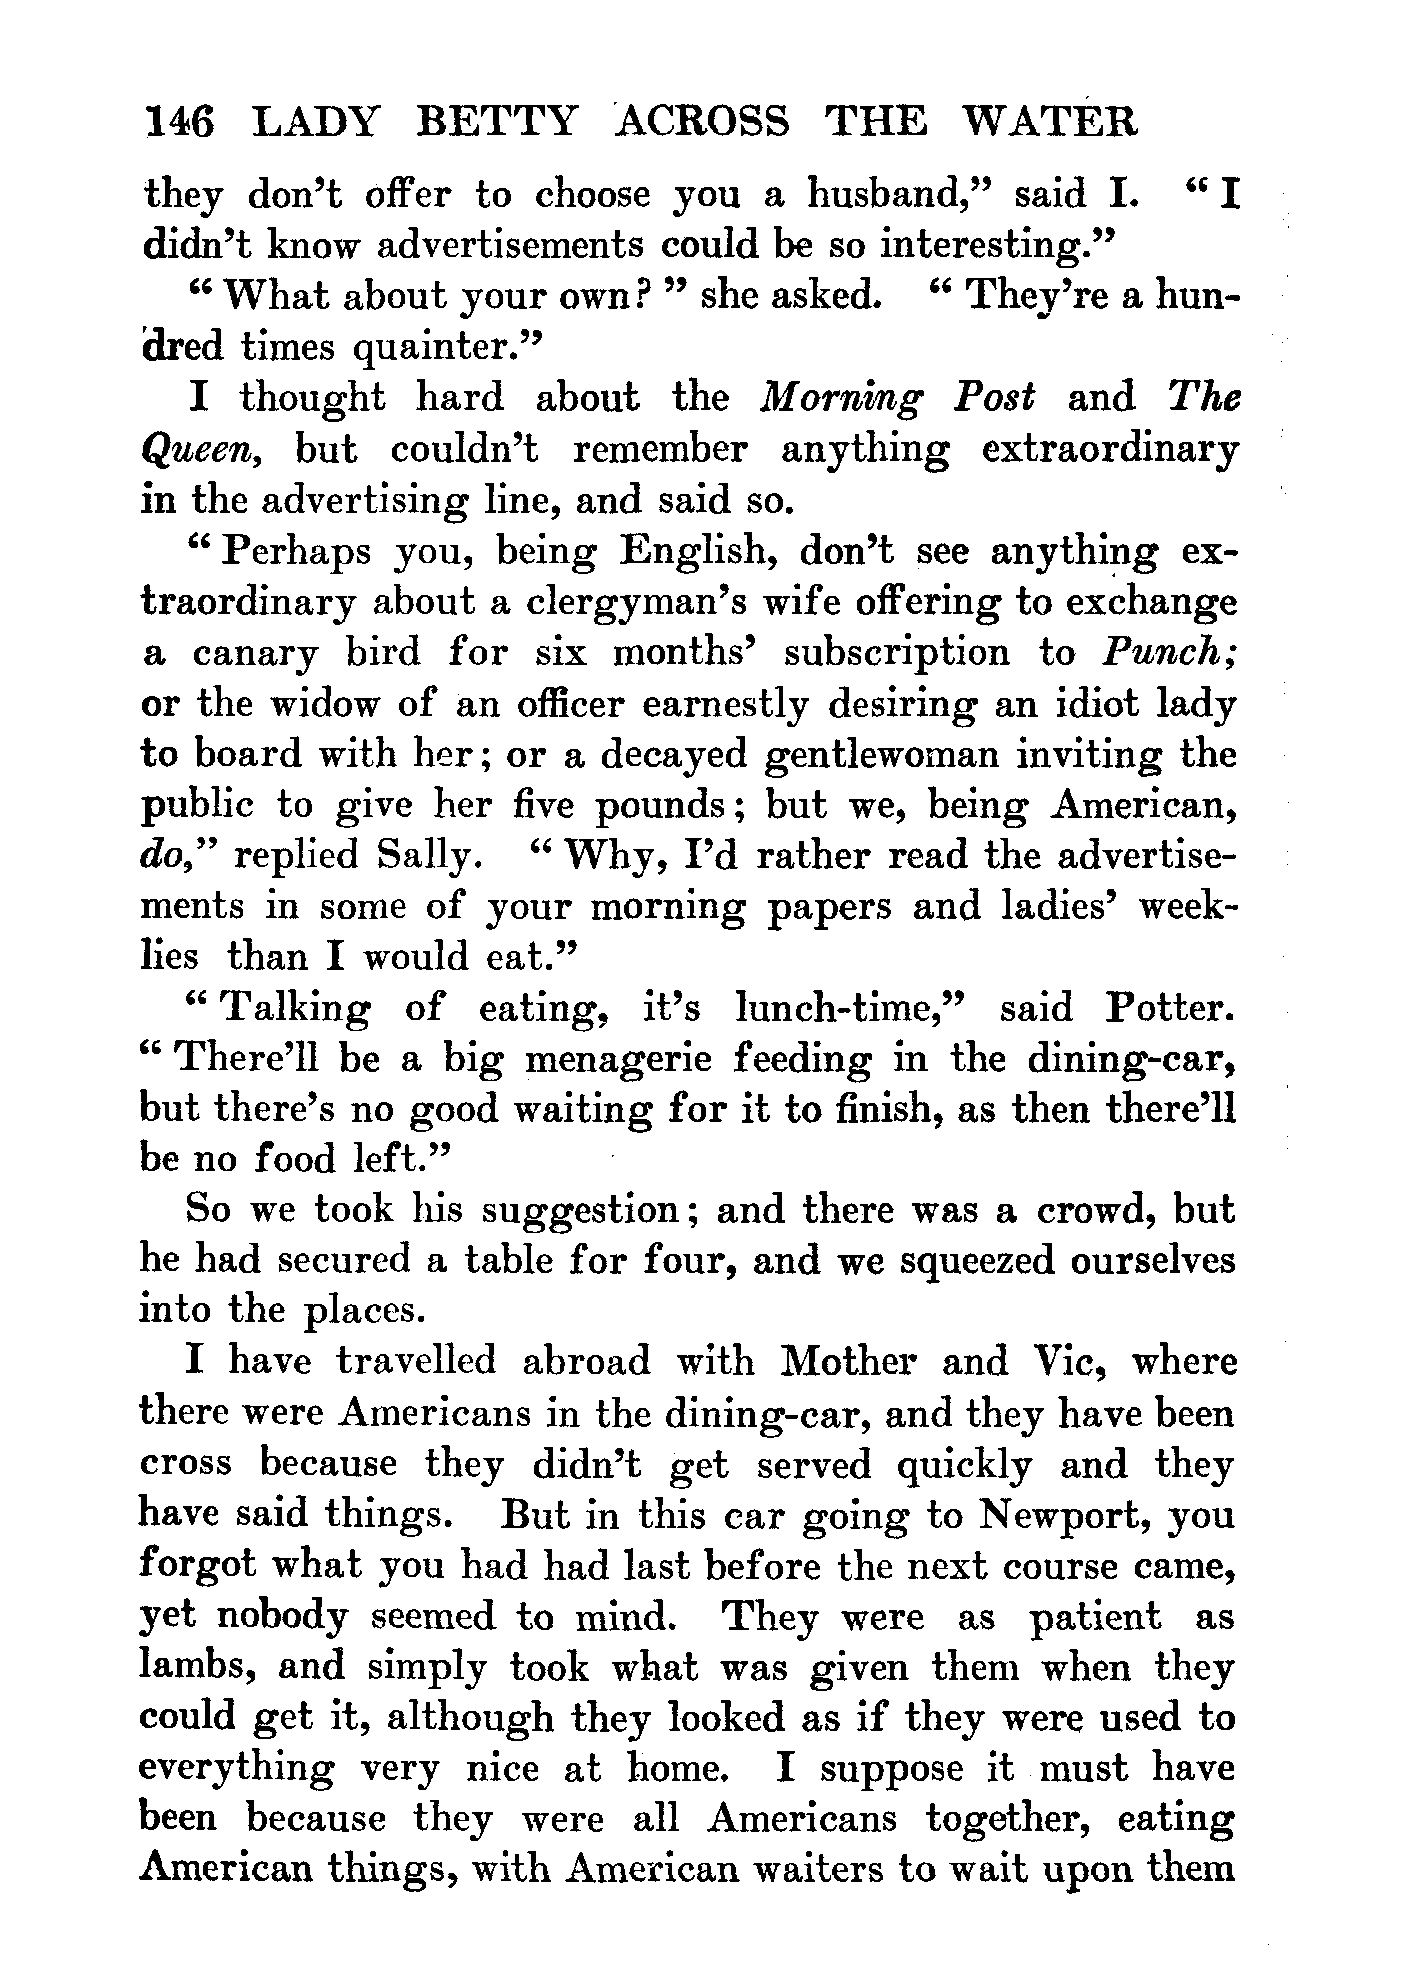 146 LADY BETTY ACROSS THE WATER
they don't offer to choose you a husband," said I. "I
didn't know advertisements could be so interesting."
"What about your own?" she asked. "They're a hun-
dred times quainter."
I thought hard about the Morning Post and The
Queen, but couldn't remember anything extraordinary
in the advertising line, and said so.
"Perhaps you, being English, don't see anything ex-
traordinary about a clergyman's wife offering to exchange
a canary bird for six months' subscription to Punch;
or the widow of an officer earnestly desiring an idiot lady
to board with her; or a decayed gentlewoman inviting the
public to give her five pounds; but we, being American,
do," replied Sally. "Why, I'd rather read the advertise-
ments in some of your morning papers and ladies' week-
lies than I would eat."
"Talking of eating, it's lunch-time," said Potter.
"There'll be a big menagerie feeding in the dining-car,
but there's no good waiting for it to finish, as then there'll
be no food left."
So we took his suggestion; and there was a crowd, but
he had secured a table for four, and we squeezed ourselves
into the places.
I have travelled abroad with Mother and Vic, where
there were Americans in the dining-car, and they have been
cross because they didn't get served quickly and they
have said things. But in this car going to Newport, you
forgot what you had had last before the next course came,
yet nobody seemed to mind. They were as patient as
lambs, and simply took what was given them when they
could get it, although they looked as if they were used to
everything very nice at home. I suppose it must have
been because they were all Americans together, eating
American things, with American waiters to wait upon them